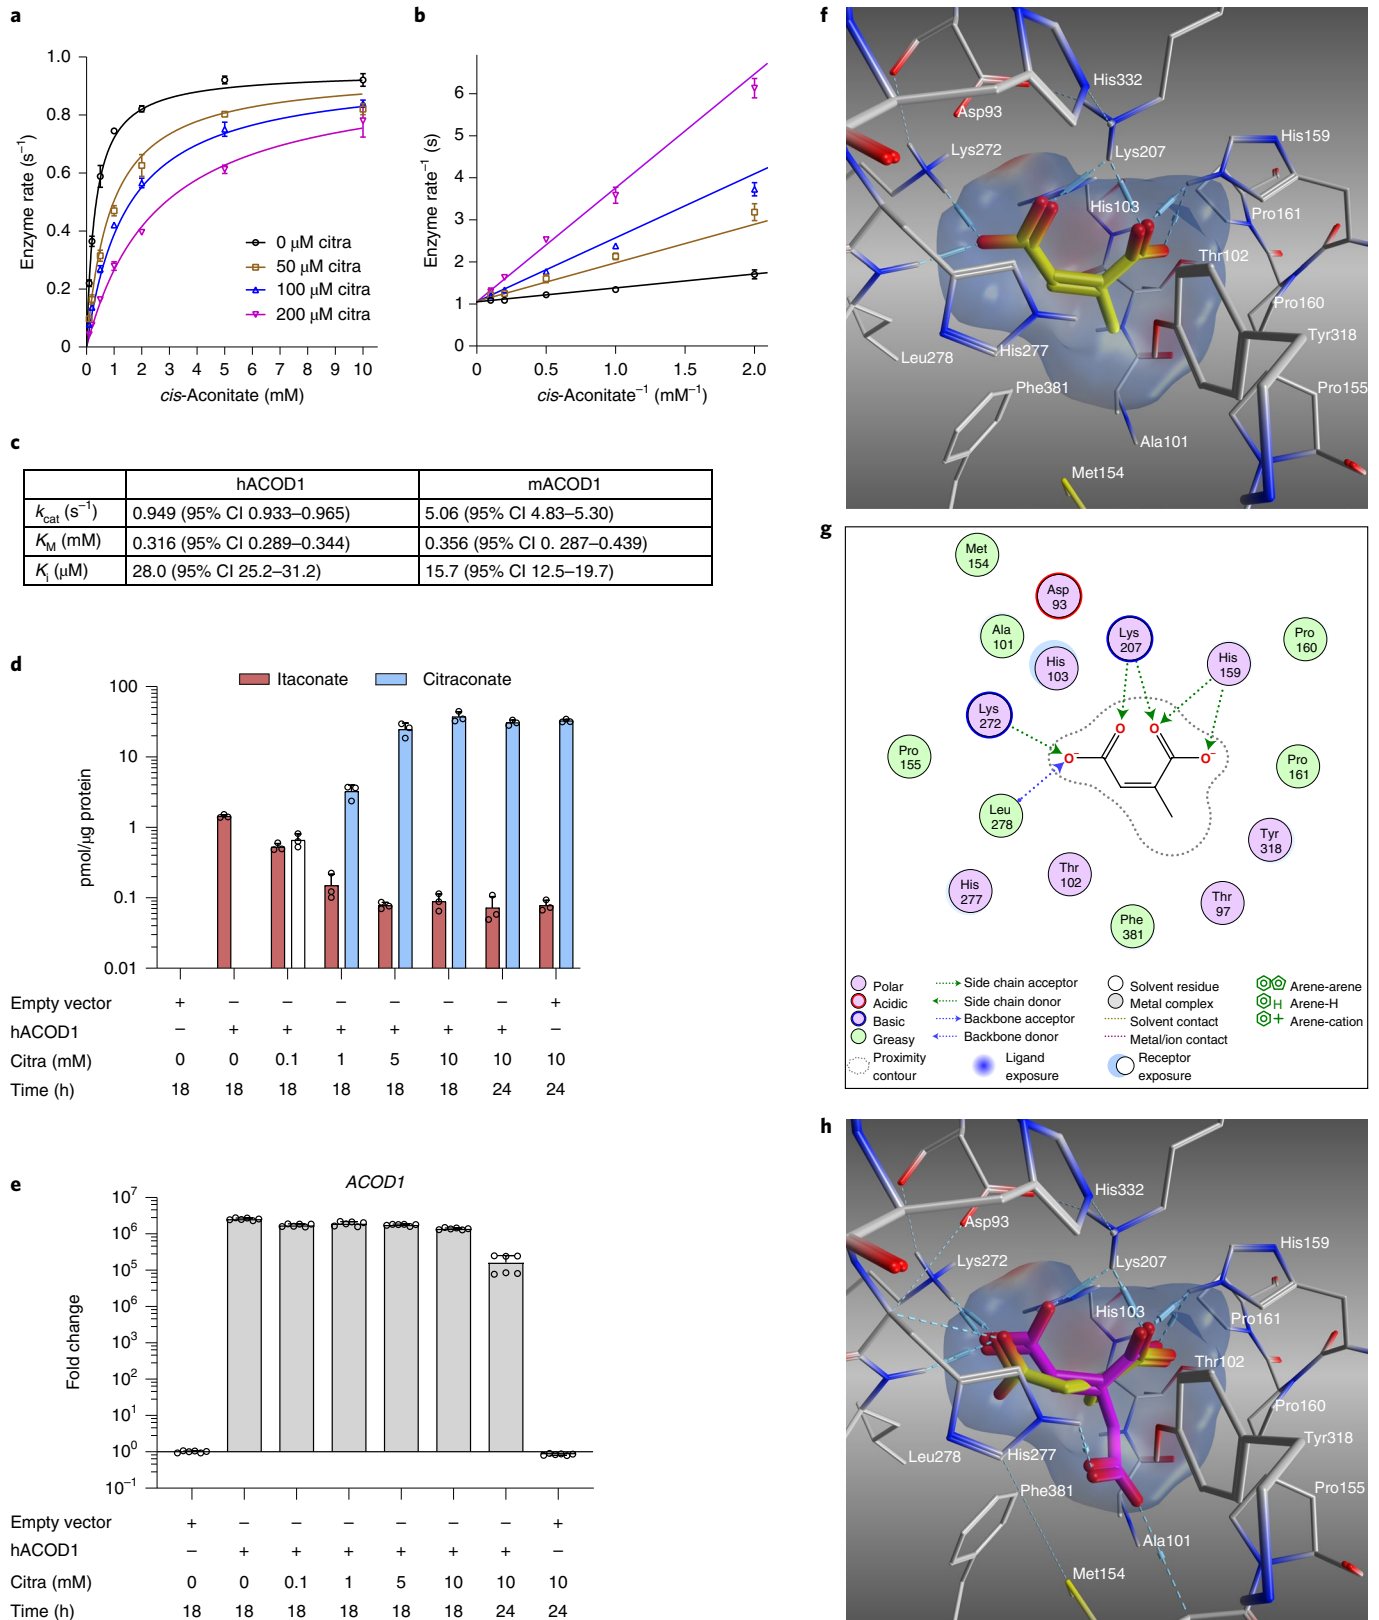 a
1.0
0.8
0.6
0.4
0.2
0
Enzyme rate (s⁻¹)
0 1 2 3 4 5 6 7 8 9 10
cis-Aconitate (mM)
0 μM citra
50 μM citra
100 μM citra
200 μM citra
b
6
5
4
3
2
1
0
Enzyme rate⁻¹ (s)
0 0.5 1.0 1.5 2.0
cis-Aconitate⁻¹ (mM⁻¹)
c
hACOD1 mACOD1
kcat (s⁻¹) 0.949 (95% CI 0.933–0.965) 5.06 (95% CI 4.83–5.30)
KM (mM) 0.316 (95% CI 0.289–0.344) 0.356 (95% CI 0. 287–0.439)
Ki (μM) 28.0 (95% CI 25.2–31.2) 15.7 (95% CI 12.5–19.7)
d
Itaconate Citraconate
100
10
1
0.1
0.01
pmol/μg protein
Empty vector + – – – – – – +
hACOD1 – + + + + + + –
Citra (mM) 0 0 0.1 1 5 10 10 10
Time (h) 18 18 18 18 18 18 24 24
e
ACOD1
10⁷
10⁶
10⁵
10⁶
10³
10²
10¹
10⁰
10⁻¹
Fold change
Empty vector + – – – – – – +
hACOD1 – + + + + + + –
Citra (mM) 0 0 0.1 1 5 10 10 10
Time (h) 18 18 18 18 18 18 24 24
f
His332
Asp93
His159
Lys272
Lys207
His103
Pro161
Thr102
Pro160
Tyr318
His277
Leu278
Phe381
Pro155
Ala101
Met154
g
Met 154
Asp 93
Ala 101
Lys 207
Pro 160
His 103
His 159
Lys 272
O O
O⁻ O⁻
Pro 155
Pro 161
Leu 278
Tyr 318
Thr 102
His 277
Thr 97
Phe 381
Polar
Acidic
Basic
Greasy
Proximity contour
Side chain acceptor
Side chain donor
Backbone acceptor
Backbone donor
Ligand exposure
Solvent residue
Metal complex
Solvent contact
Metal/ion contact
Receptor exposure
Arene-arene
H Arene-H
+ Arene-cation
h
His332
Asp93
His159
Lys272
Lys207
His103
Pro161
Thr102
Pro160
Tyr318
His277
Leu278
Phe381
Pro155
Ala101
Met154